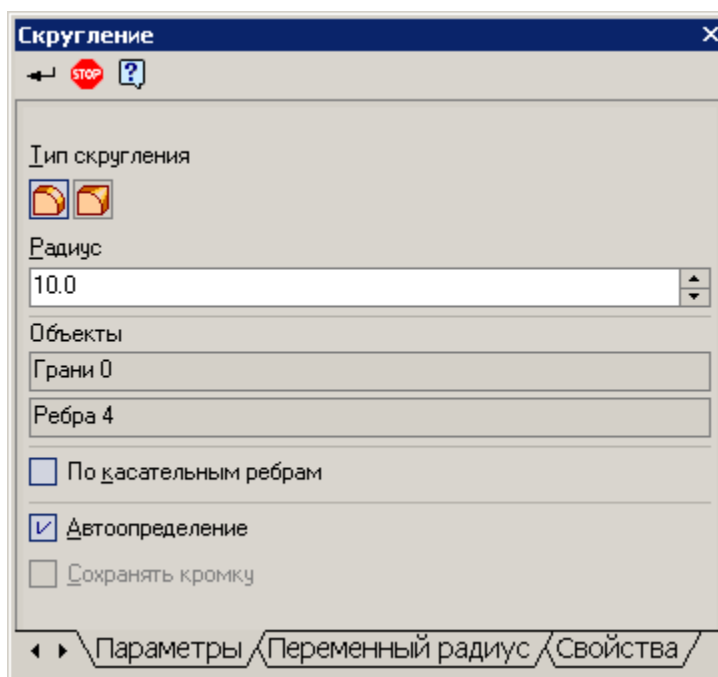 Скругление
STOP
Тип скругления
Радиус
10.0
Объекты
Грани 0
Ребра 4
По касательным ребрам
Автоопределение
Сохранять кромку
Параметры Переменный радиус Свойства